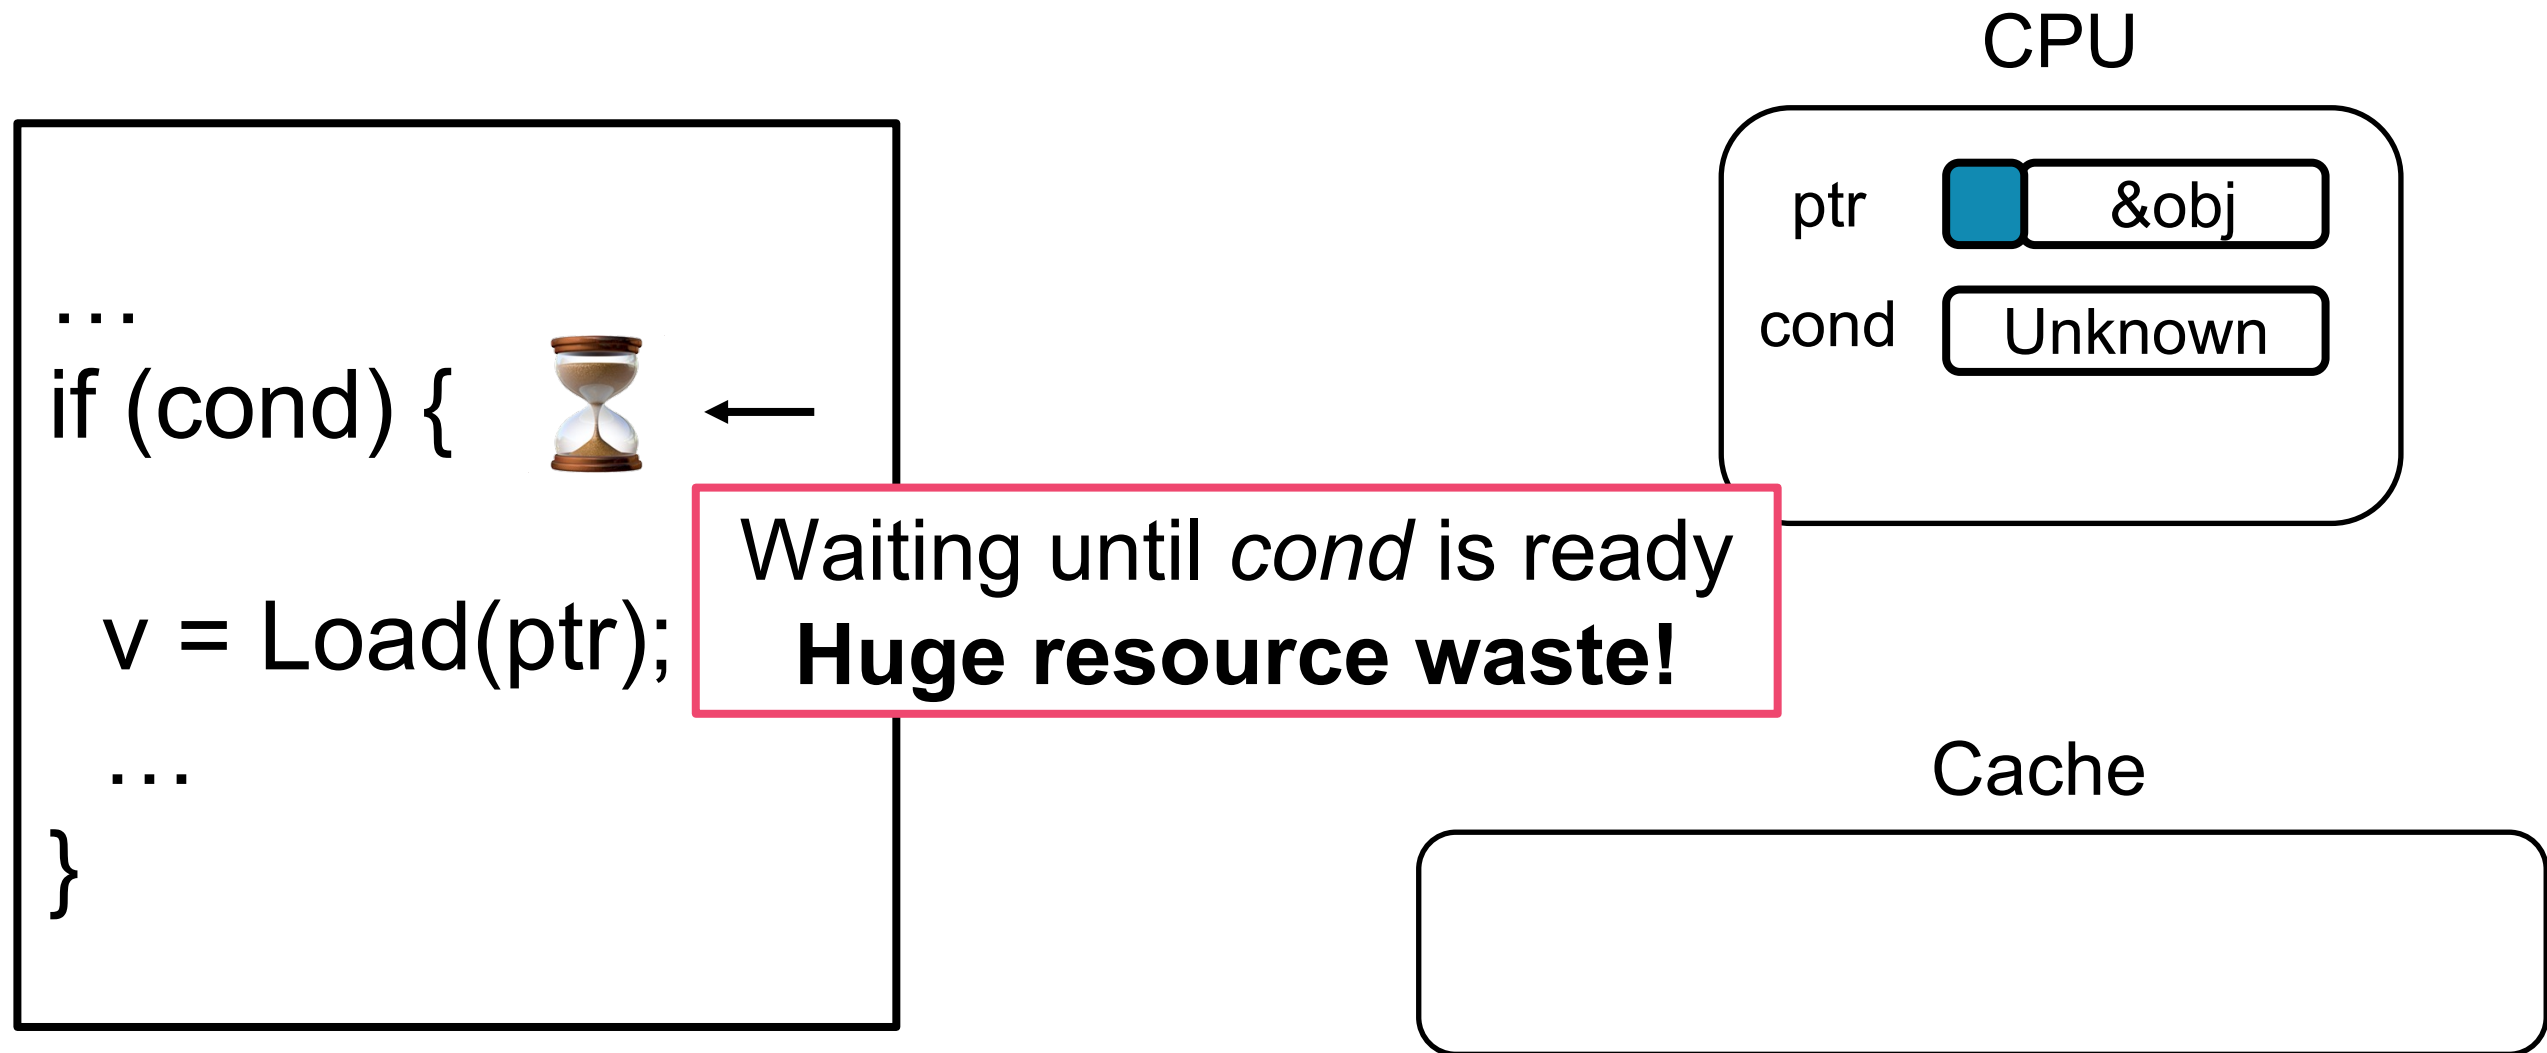 …
if (cond) {
v = Load(ptr);
…
}
Waiting until cond is ready
Huge resource waste!
CPU
ptr
&obj
cond
Unknown
Cache